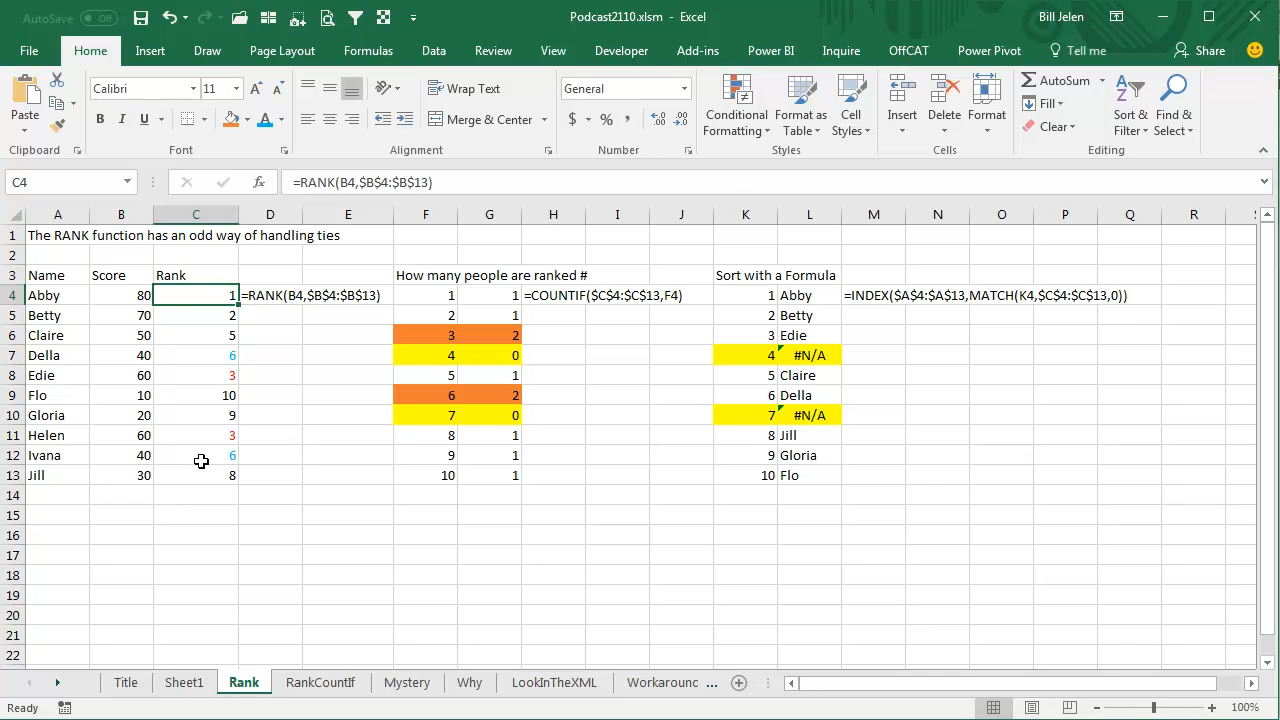 AutoSave Off Podcast2110.xlsm - Excel Bill Jelen
File Home Insert Draw Page Layout Formulas Data Review View Developer Add-ins Power BI Inquire OffCAT Power Pivot Tell me Share
Paste Calibri 11 Wrap Text General Conditional Formatting Format as Table Cell Styles Insert Delete Format AutoSum Fill Clear Sort & Filter Find & Select
B I U Merge & Center $ % ,
Clipboard Font Alignment Number Styles Cells Editing
C4 fx =RANK(B4,$B$4:$B$13)
A B C D E F G H I J K L M N O P Q R
1 The RANK function has an odd way of handling ties
2
3 Name Score Rank How many people are ranked # Sort with a Formula
4 Abby 80 1 =RANK(B4,$B$4:$B$13) 1 1 =COUNTIF($C$4:$C$13,F4) 1 Abby =INDEX($A$4:$A$13,MATCH(K4,$C$4:$C$13,0))
5 Betty 70 2 2 1 2 Betty
6 Claire 50 5 3 2 3 Edie
7 Della 40 6 4 0 4 #N/A
8 Edie 60 3 5 1 5 Claire
9 Flo 10 10 6 2 6 Della
10 Gloria 20 9 7 0 7 #N/A
11 Helen 60 3 8 1 8 Jill
12 Ivana 40 6 9 1 9 Gloria
13 Jill 30 8 10 1 10 Flo
14
15
16
17
18
19
20
21
22
Title Sheet1 Rank RankCountIf Mystery Why LookInTheXML Workarounc ...
Ready 100%